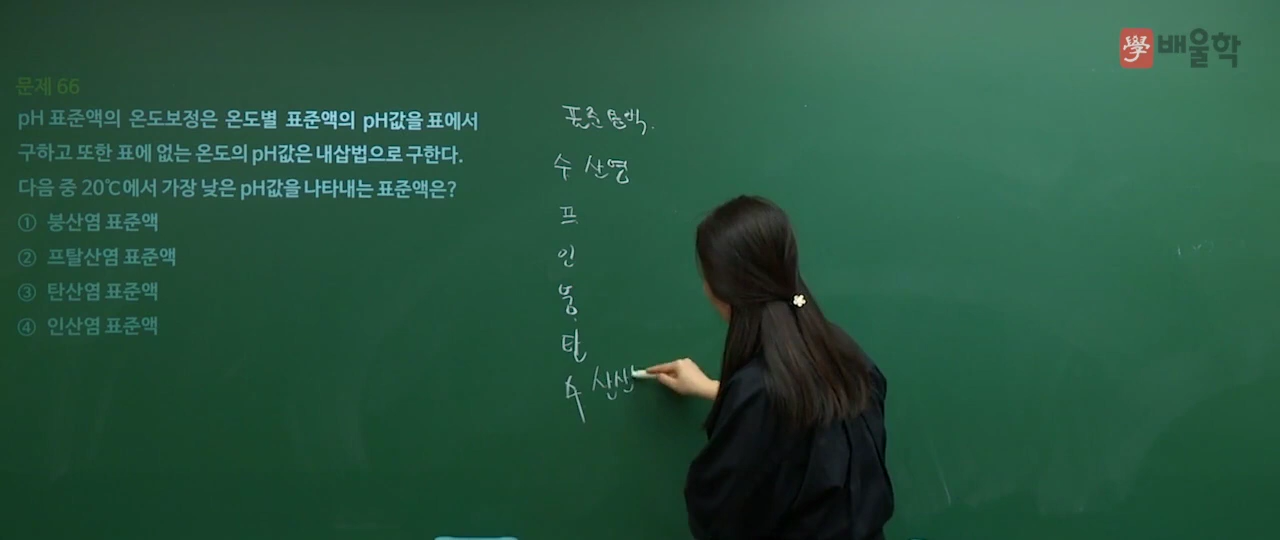 學 배울학
문제 66
pH 표준액의 온도보정은 온도별 표준액의 pH값을 표에서
구하고 또한 표에 없는 온도의 pH값은 내삽법으로 구한다.
다음 중 20℃에서 가장 낮은 pH값을 나타내는 표준액은?
① 붕산염 표준액
② 프탈산염 표준액
③ 탄산염 표준액
④ 인산염 표준액
표준용액.
수산염
프
인
붕
탄
수 산신